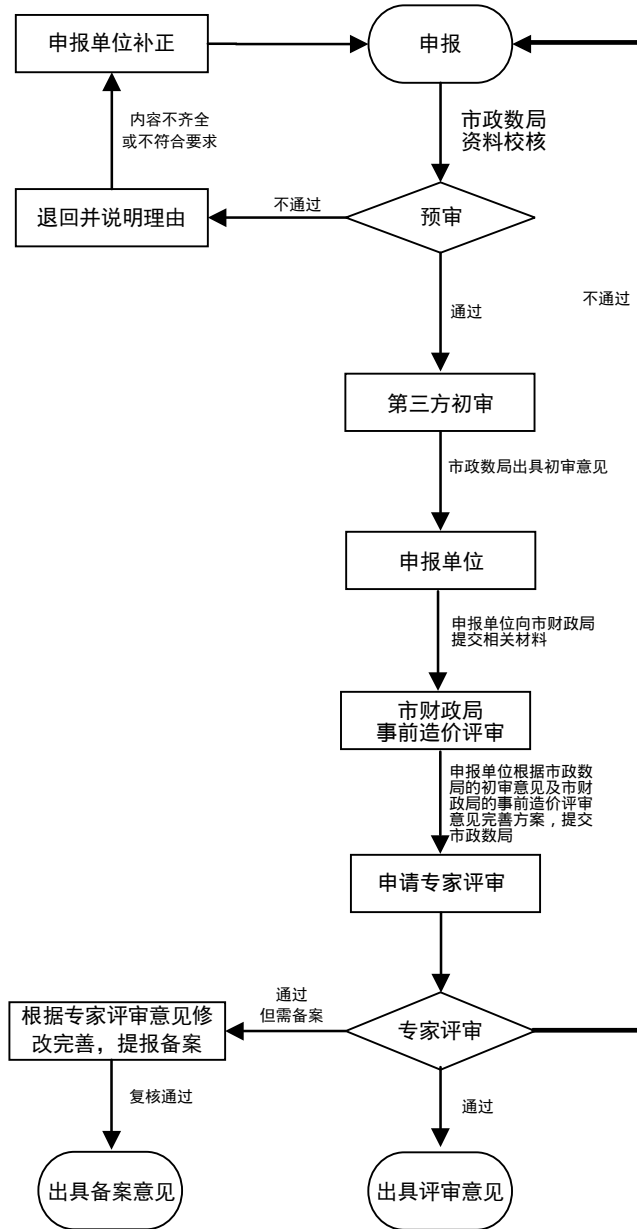 申报单位补正
申报
内容不齐全
或不符合要求
市政数局
资料校核
退回并说明理由
不通过
预审
通过
不通过
第三方初审
市政数局出具初审意见
申报单位
申报单位向市财政局
提交相关材料
市财政局
事前造价评审
申报单位根据市政数
局的初审意见及市财
政局的事前造价评审
意见完善方案，提交
市政数局
申请专家评审
通过
但需备案
根据专家评审意见修
改完善，提报备案
专家评审
复核通过
通过
出具备案意见
出具评审意见